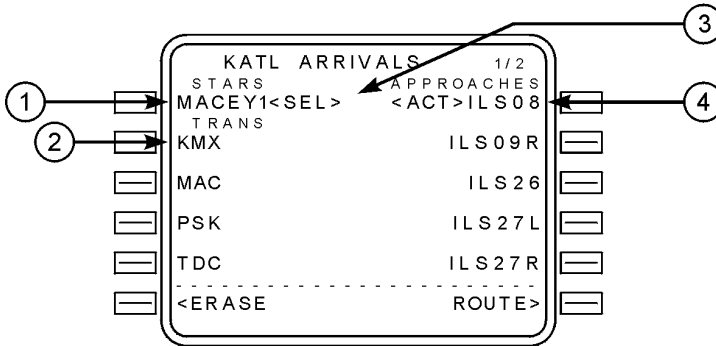 3
KATL ARRIVALS 1/2
STARS APPROACHES
1 MACEY1<SEL> <ACT>ILS08 4
TRANS
2 KMX ILS09R
MAC ILS26
PSK ILS27L
TDC ILS27R
<ERASE ROUTE>